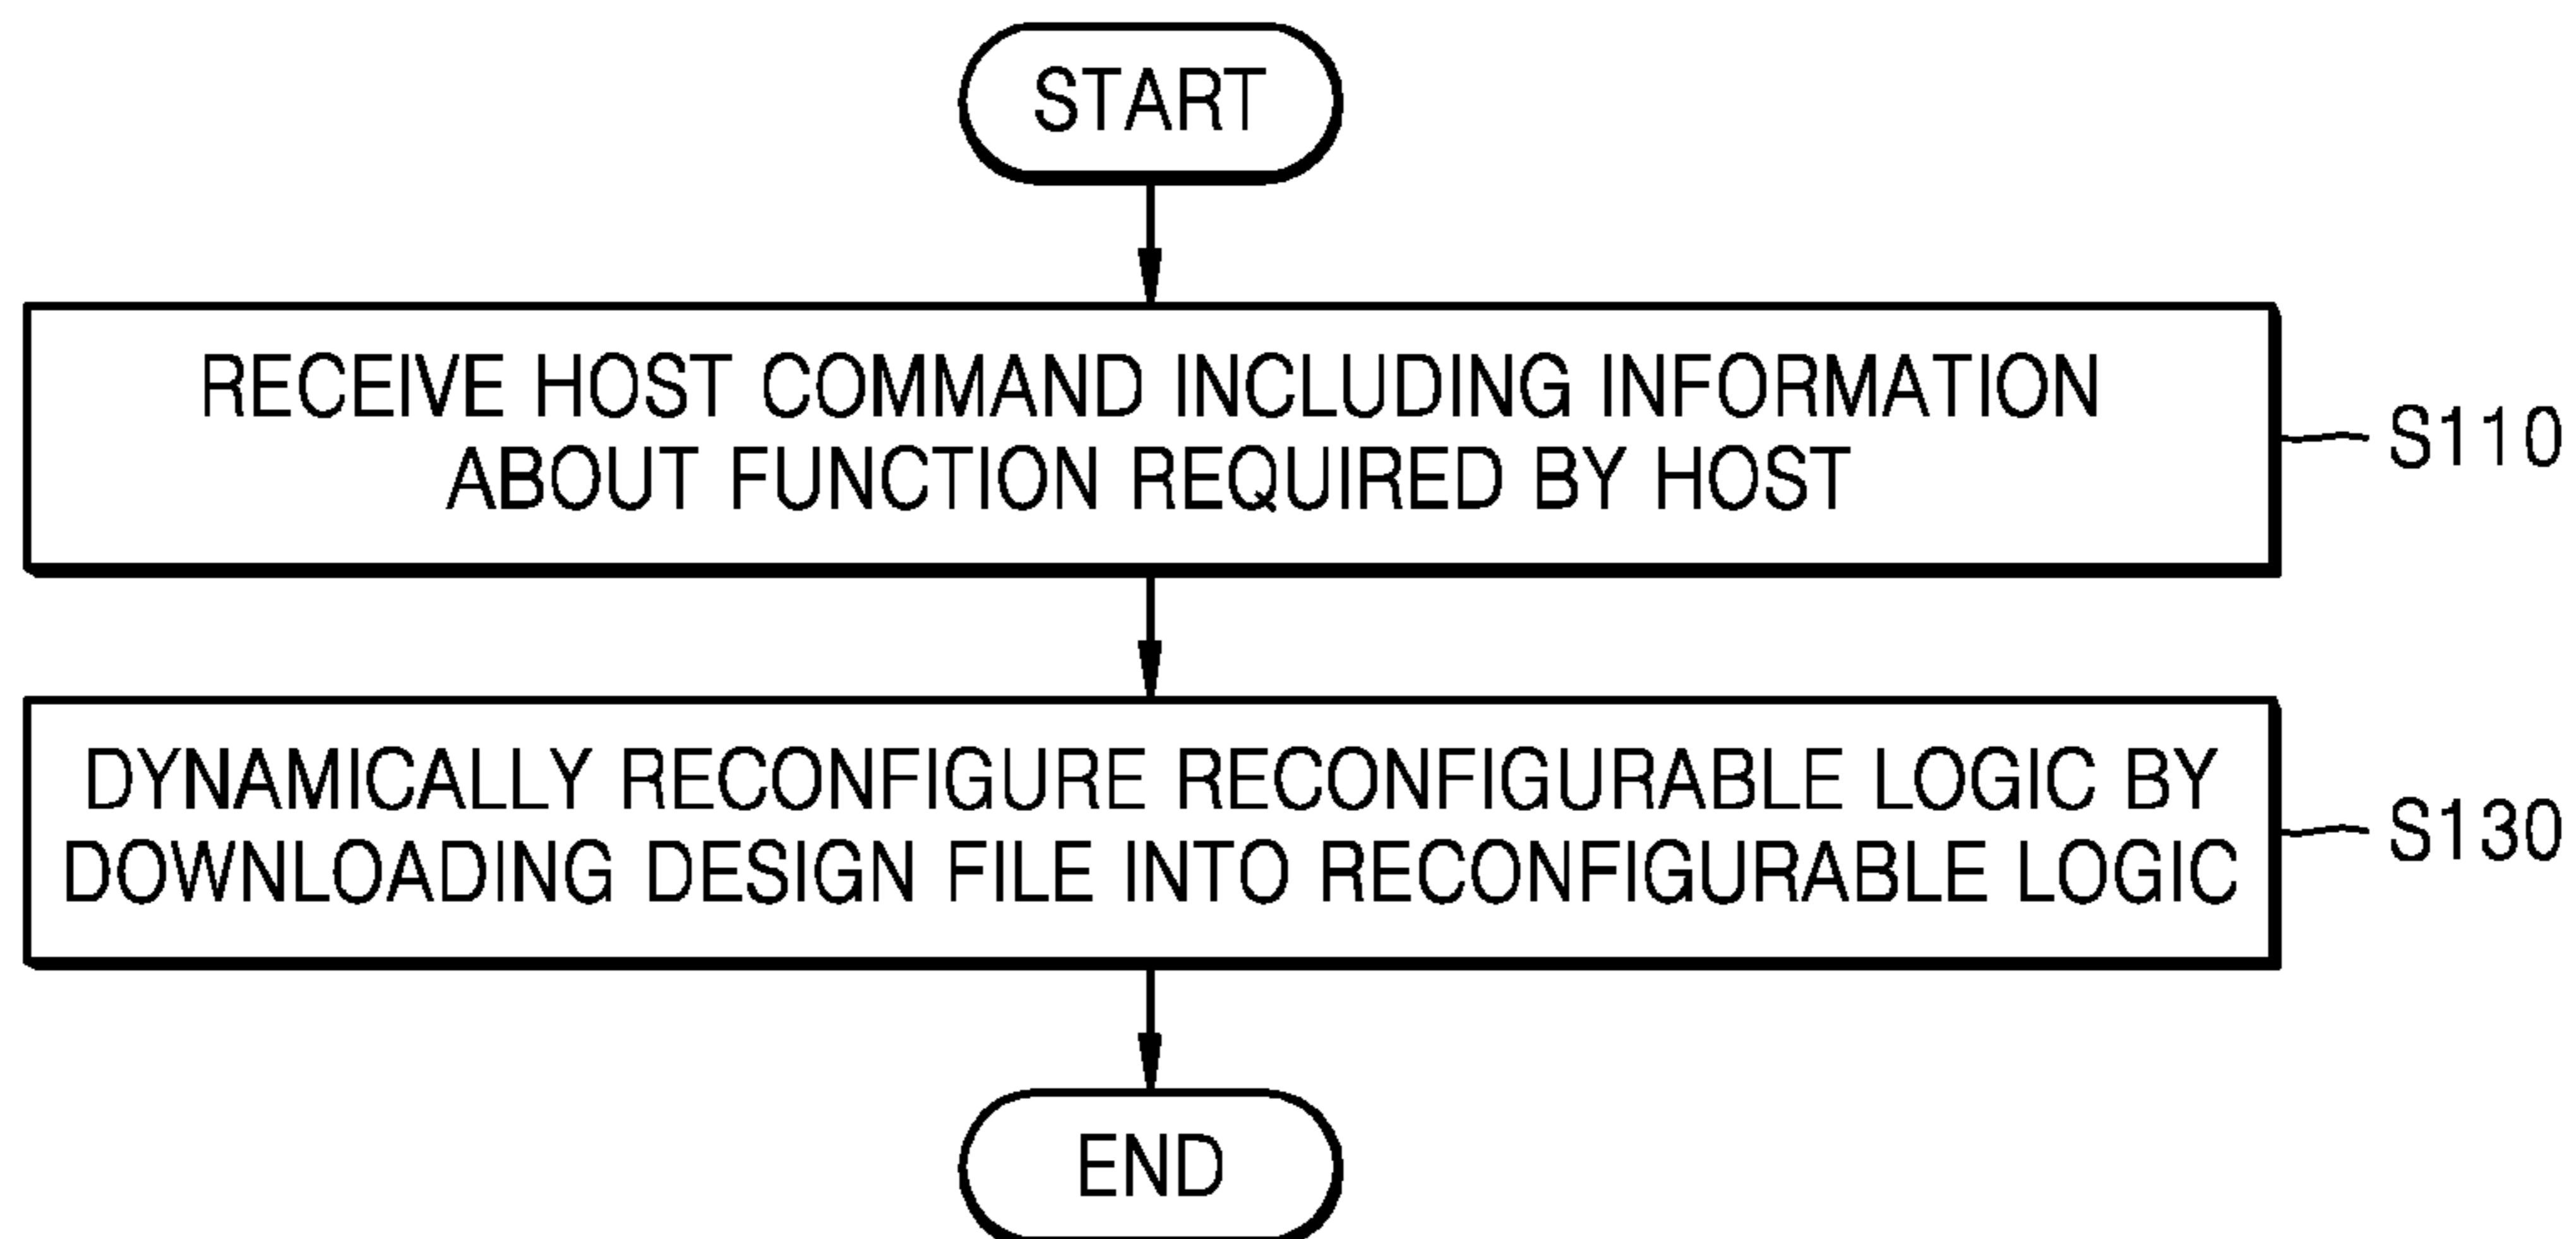 START
RECEIVE HOST COMMAND INCLUDING INFORMATION
ABOUT FUNCTION REQUIRED BY HOST
S110
DYNAMICALLY RECONFIGURE RECONFIGURABLE LOGIC BY
DOWNLOADING DESIGN FILE INTO RECONFIGURABLE LOGIC
S130
END